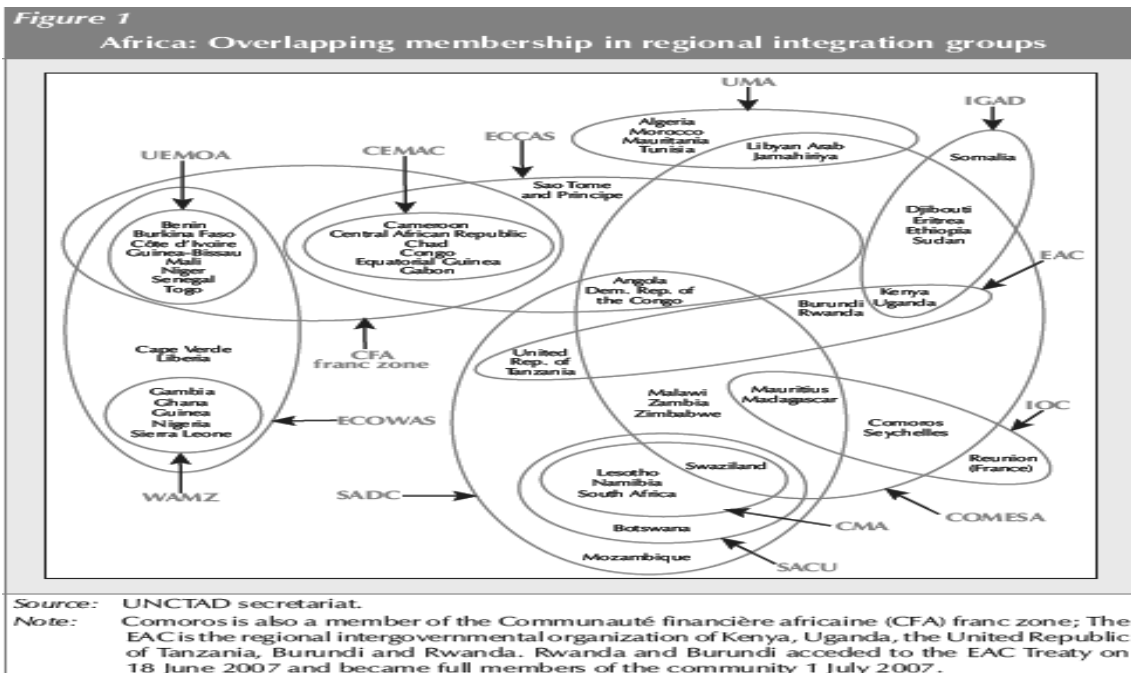 Figure 1
Africa: Overlapping membership in regional integration groups
UMA
IGAD
Algeria
Morocco
Mauritania
Tunisia
Libyan Arab
Jamahiriya
Somalia
UEMOA
CEMAC
ECCAS
Sao Tome
and Principe
Benin
Burkina Faso
Côte d'Ivoire
Guinea-Bissau
Mali
Niger
Senegal
Togo
Cameroon
Central African Republic
Chad
Congo
Equatorial Guinea
Gabon
Djibouti
Eritrea
Ethiopia
Sudan
EAC
Angola
Dem. Rep. of
the Congo
Burundi
Rwanda
Kenya
Uganda
Cape Verde
Liberia
CFA
franc zone
United
Rep. of
Tanzania
Gambia
Ghana
Guinea
Nigeria
Sierra Leone
ECOWAS
Malawi
Zambia
Zimbabwe
Mauritius
Madagascar
IOC
Comoros
Seychelles
Reunion
(France)
WAMZ
SADC
Lesotho
Namibia
South Africa
Swaziland
CMA
COMESA
Botswana
Mozambique
SACU
Source: UNCTAD secretariat.
Note: Comoros is also a member of the Communauté financière africaine (CFA) franc zone; The
EAC is the regional intergovernmental organization of Kenya, Uganda, the United Republic
of Tanzania, Burundi and Rwanda. Rwanda and Burundi acceded to the EAC Treaty on
18 June 2007 and became full members of the community 1 July 2007.